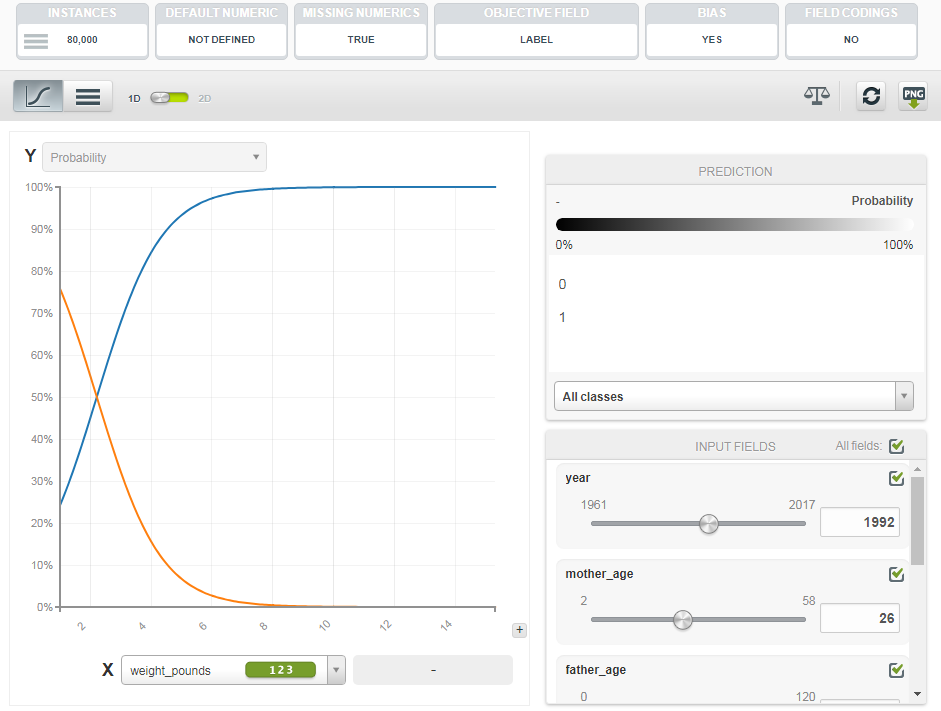 INSTANCES DEFAULT NUMERIC MISSING NUMERICS OBJECTIVE FIELD BIAS FIELD CODINGS
80,000 NOT DEFINED TRUE LABEL YES NO
1D 2D PNG
Y Probability
100%
90%
80%
70%
60%
50%
40%
30%
20%
10%
0%
2 4 6 8 10 12 14
+
X weight_pounds 123 -
PREDICTION
- Probability
0% 100%
0
1
All classes
INPUT FIELDS All fields:
year
1961 2017
1992
mother_age
2 58
26
father_age
0 120